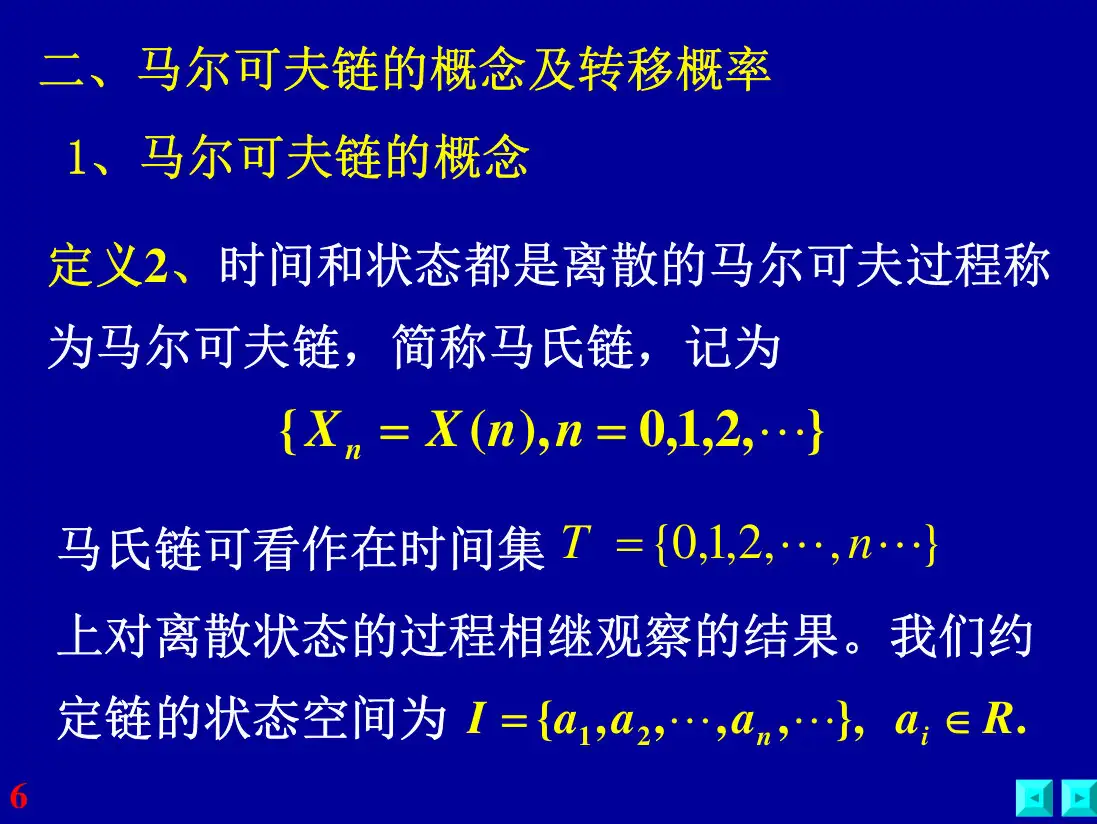 二、马尔可夫链的概念及转移概率
1、马尔可夫链的概念
定义2、时间和状态都是离散的马尔可夫过程称
为马尔可夫链，简称马氏链，记为
{ X_n = X(n), n = 0,1,2,⋯}
马氏链可看作在时间集 T = {0,1,2,⋯,n⋯}
上对离散状态的过程相继观察的结果。我们约
定链的状态空间为 I = {a_1,a_2,⋯,a_n,⋯}, a_i ∈ R.
6